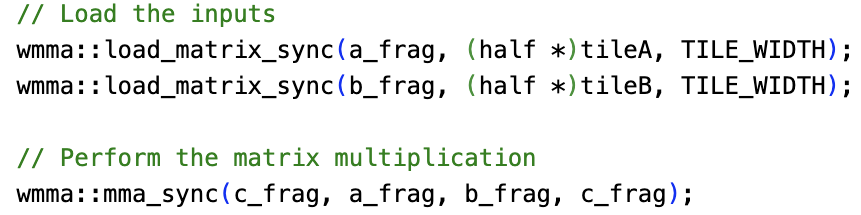 // Load the inputs
wmma::load_matrix_sync(a_frag, (half *)tileA, TILE_WIDTH);
wmma::load_matrix_sync(b_frag, (half *)tileB, TILE_WIDTH);
// Perform the matrix multiplication
wmma::mma_sync(c_frag, a_frag, b_frag, c_frag);